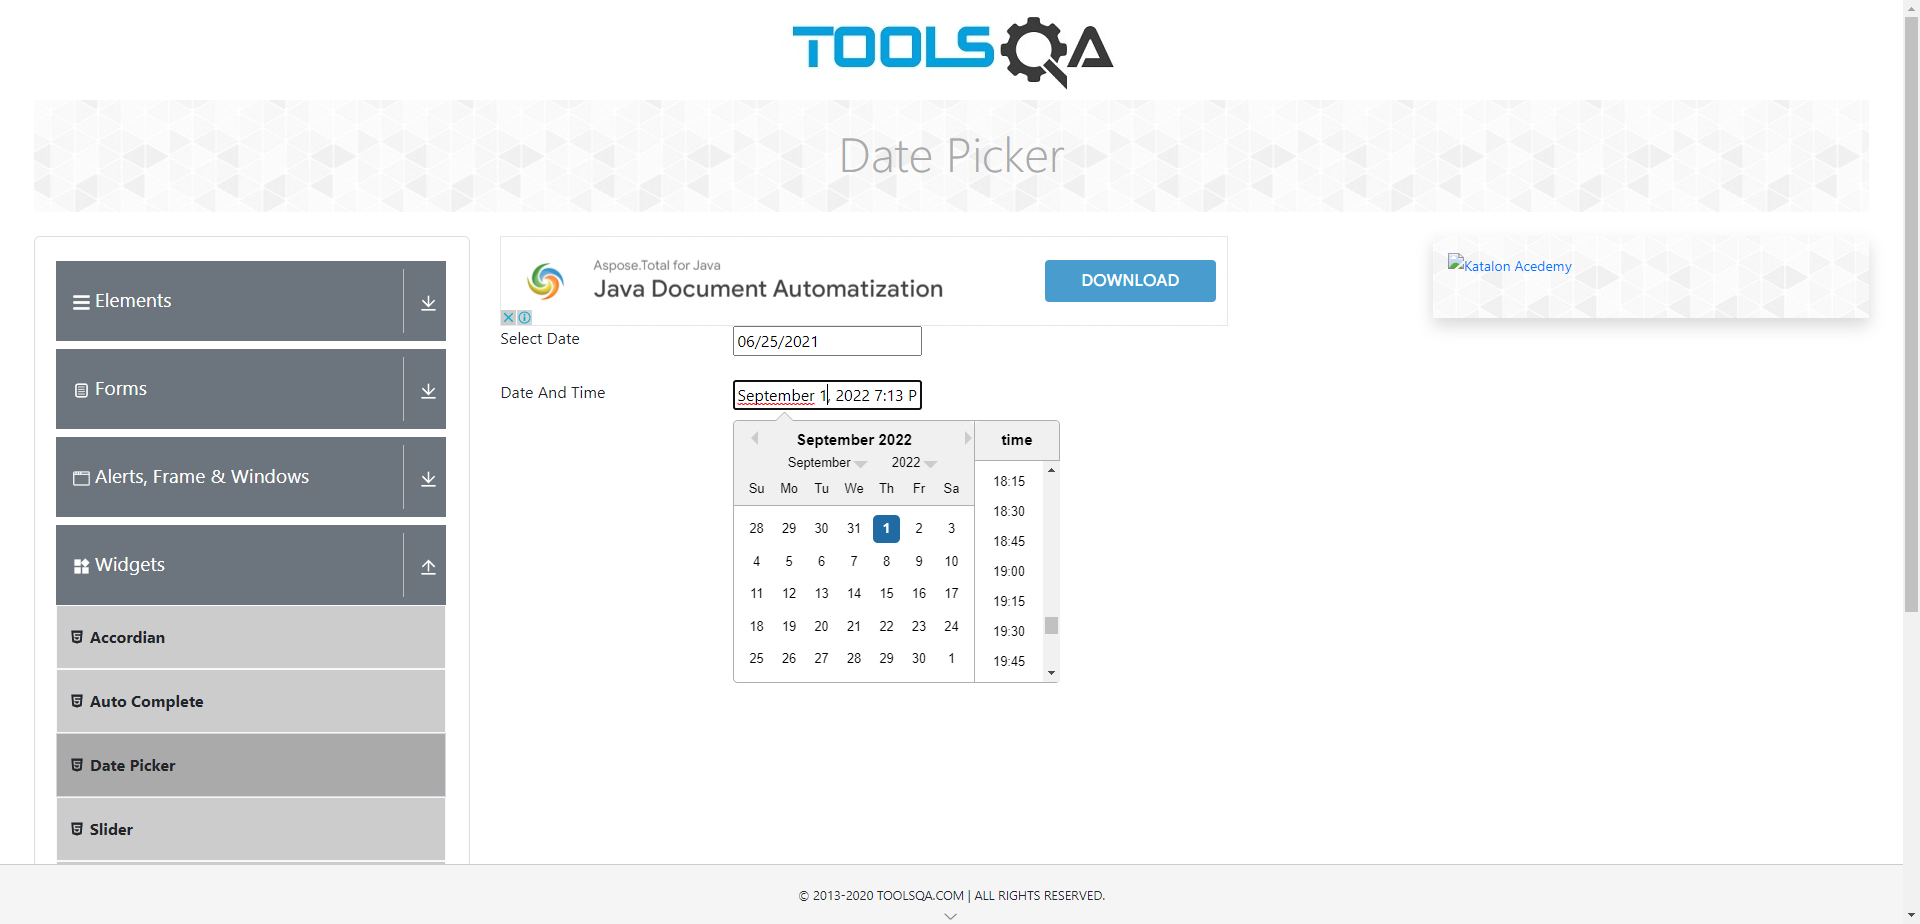 TOOLSQA
Date Picker
Elements
Forms
Alerts, Frame & Windows
Widgets
Accordian
Auto Complete
Date Picker
Slider
Aspose.Total for Java
Java Document Automatization
DOWNLOAD
Select Date
06/25/2021
Date And Time
September 1, 2022 7:13 P
September 2022
September 2022
Su Mo Tu We Th Fr Sa
28 29 30 31 1 2 3
4 5 6 7 8 9 10
11 12 13 14 15 16 17
18 19 20 21 22 23 24
25 26 27 28 29 30 1
time
18:15
18:30
18:45
19:00
19:15
19:30
19:45
Katalon Acedemy
© 2013-2020 TOOLSQA.COM | ALL RIGHTS RESERVED.